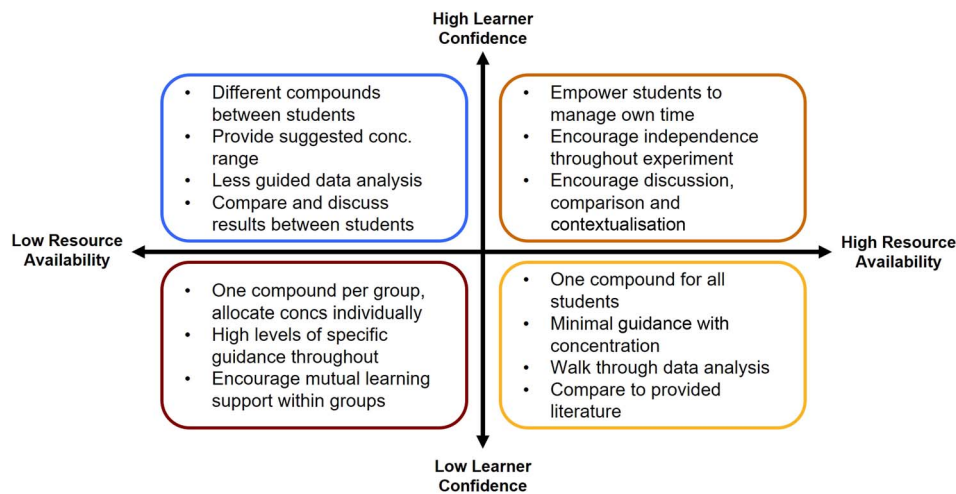 High Learner
Confidence
• Different compounds
between students
• Provide suggested conc.
range
• Less guided data analysis
• Compare and discuss
results between students
• Empower students to
manage own time
• Encourage independence
throughout experiment
• Encourage discussion,
comparison and
contextualisation
Low Resource
Availability
High Resource
Availability
• One compound per group,
allocate concs individually
• High levels of specific
guidance throughout
• Encourage mutual learning
support within groups
• One compound for all
students
• Minimal guidance with
concentration
• Walk through data analysis
• Compare to provided
literature
Low Learner
Confidence